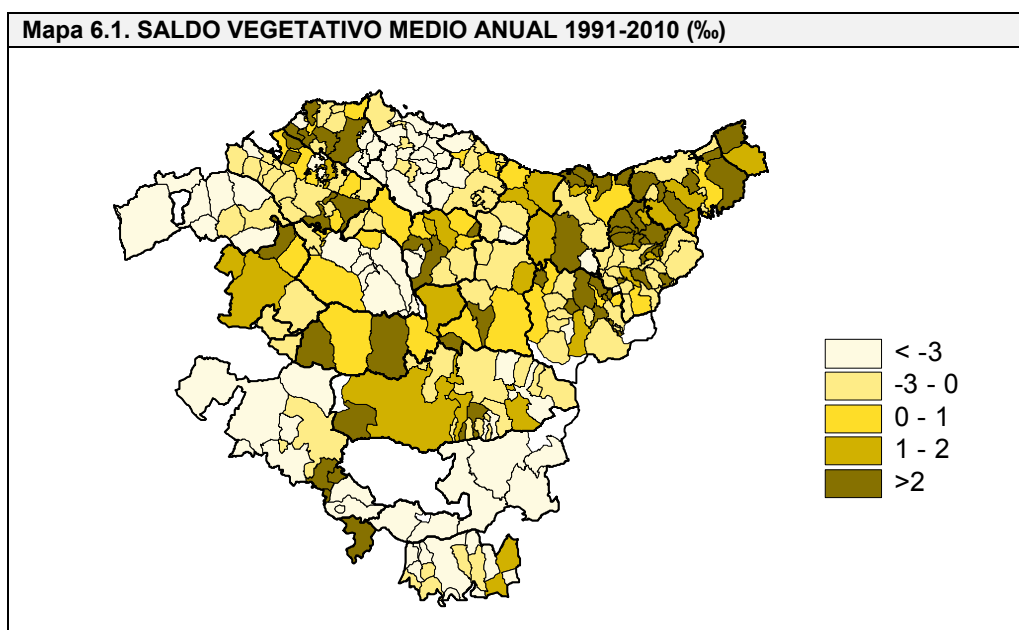 Mapa 6.1. SALDO VEGETATIVO MEDIO ANUAL 1991-2010 (‰)
< -3
-3 - 0
0 - 1
1 - 2
>2